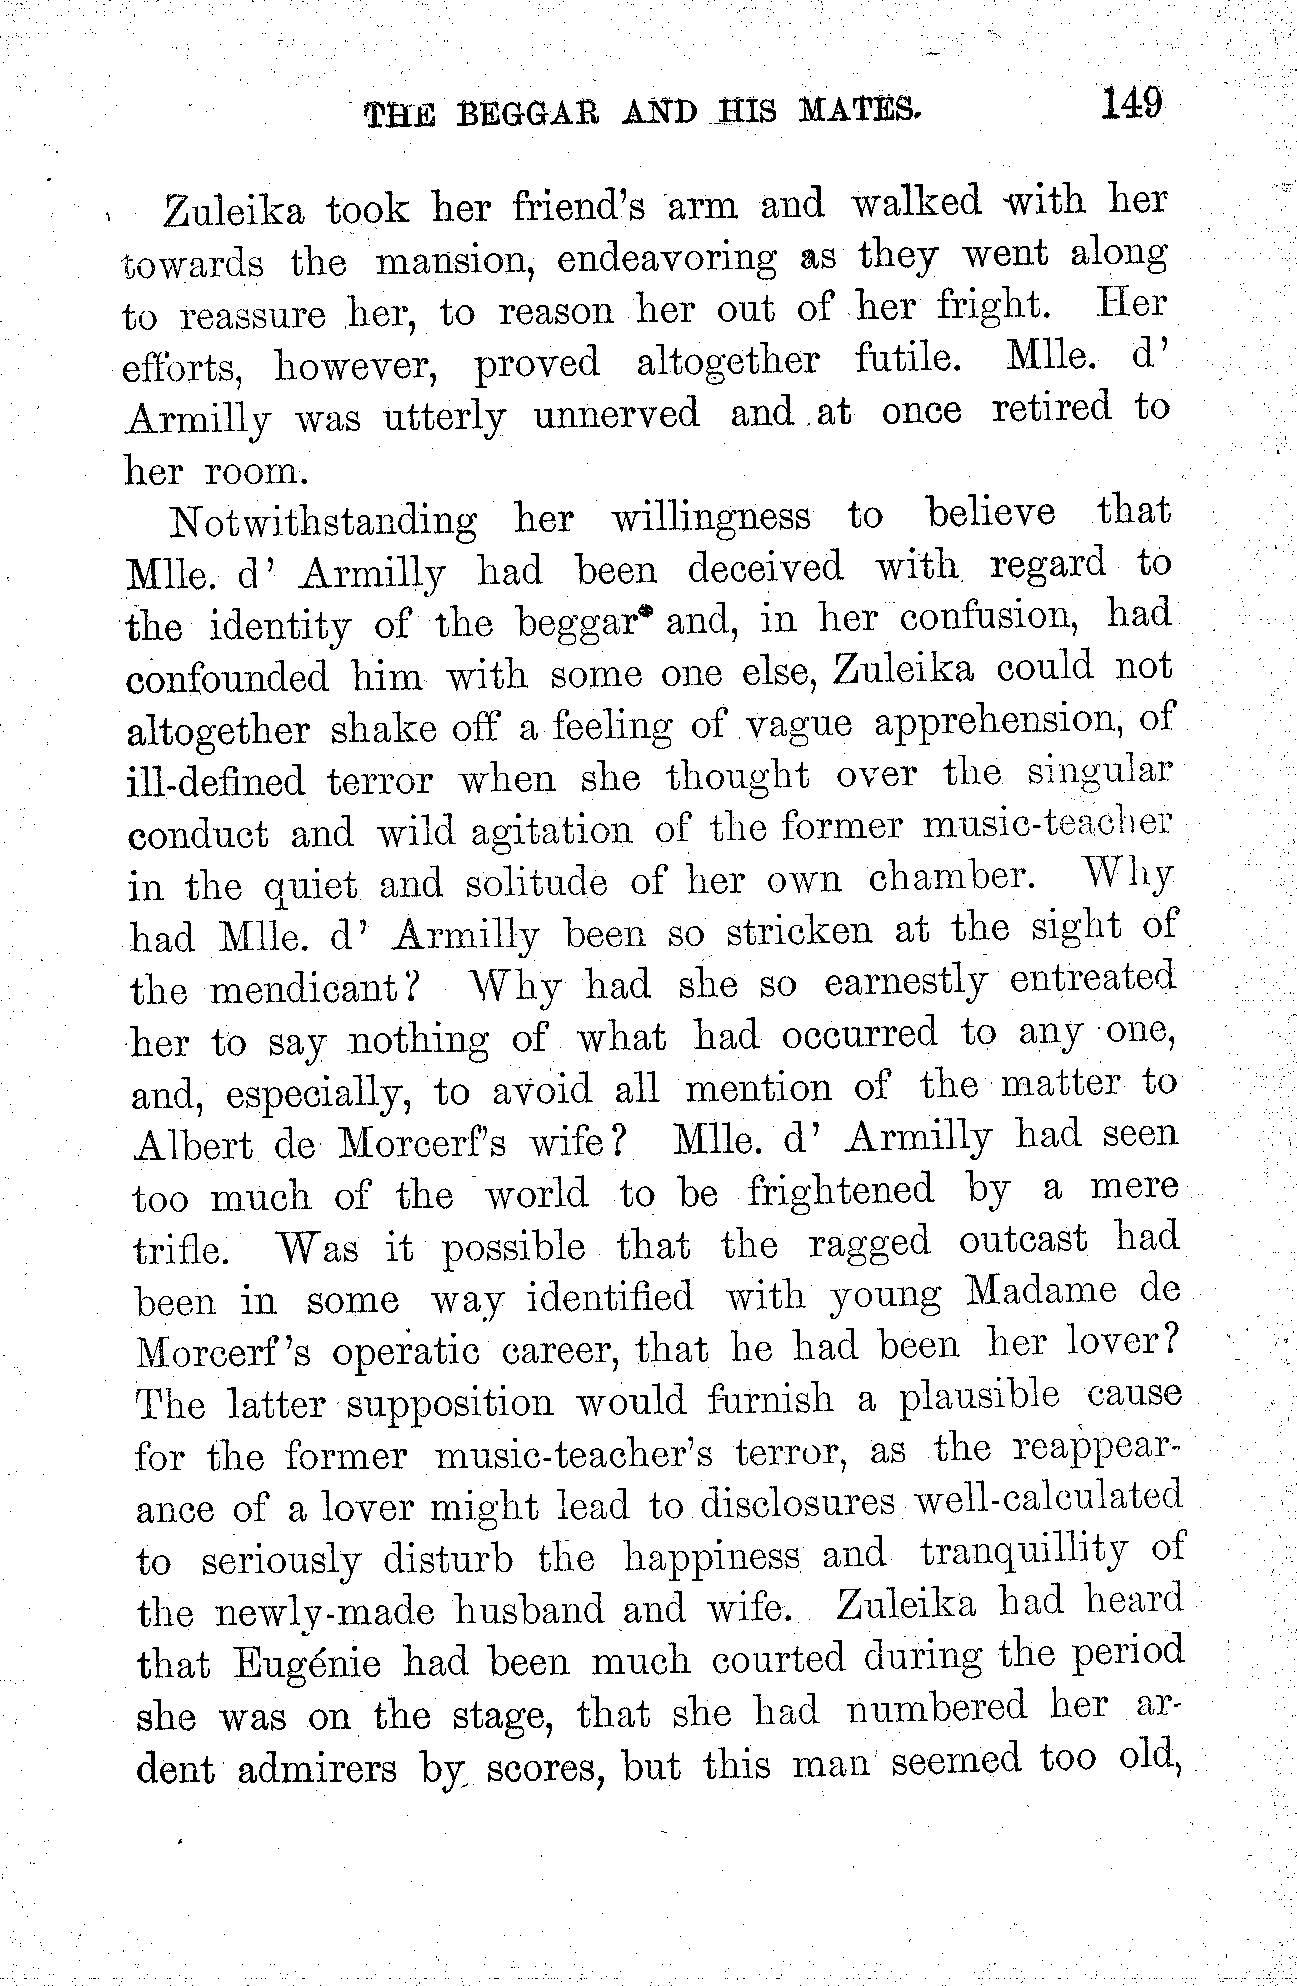 THE BEGGAR AND HIS MATES. 149
Zuleika took her friend's arm and walked with her
towards the mansion, endeavoring as they went along
to reassure her, to reason her out of her fright. Her
efforts, however, proved altogether futile. Mlle. d'
Armilly was utterly unnerved and at once retired to
her room.
Notwithstanding her willingness to believe that
Mlle. d' Armilly had been deceived with regard to
the identity of the beggar and, in her confusion, had
confounded him with some one else, Zuleika could not
altogether shake off a feeling of vague apprehension, of
ill-defined terror when she thought over the singular
conduct and wild agitation of the former music-teacher
in the quiet and solitude of her own chamber. Why
had Mlle. d' Armilly been so stricken at the sight of
the mendicant? Why had she so earnestly entreated
her to say nothing of what had occurred to any one,
and, especially, to avoid all mention of the matter to
Albert de Morcerf's wife? Mlle. d' Armilly had seen
too much of the world to be frightened by a mere
trifle. Was it possible that the ragged outcast had
been in some way identified with young Madame de
Morcerf's operatic career, that he had been her lover?
The latter supposition would furnish a plausible cause
for the former music-teacher's terror, as the reappear-
ance of a lover might lead to disclosures well-calculated
to seriously disturb the happiness and tranquillity of
the newly-made husband and wife. Zuleika had heard
that Eugénie had been much courted during the period
she was on the stage, that she had numbered her ar-
dent admirers by scores, but this man seemed too old,